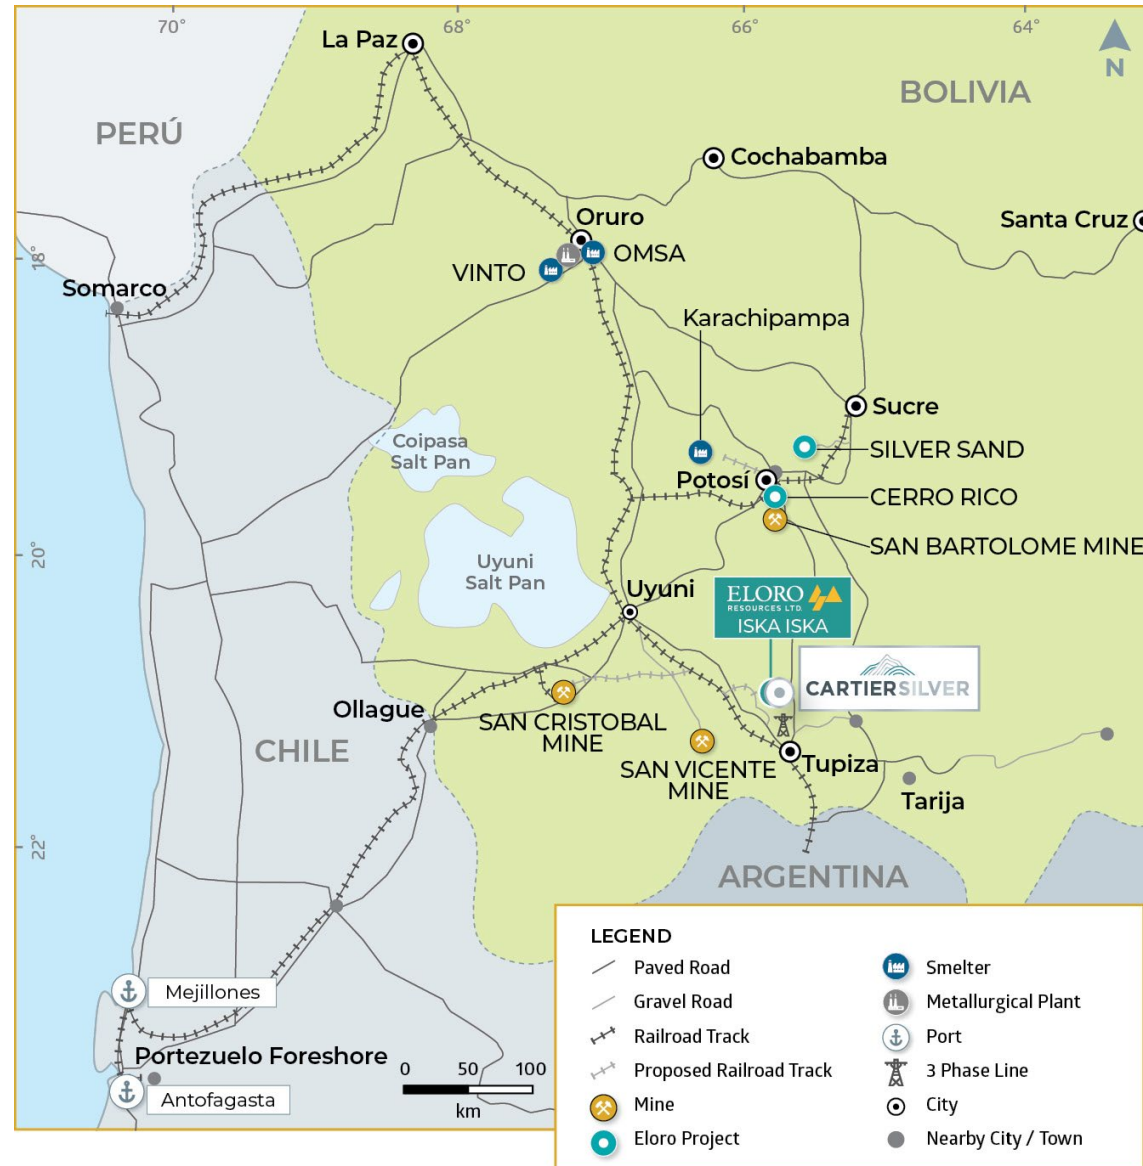 70°
68°
66°
64°
La Paz
N
BOLIVIA
PERÚ
Cochabamba
Oruro
Santa Cruz
OMSA
18°
VINTO
Somarco
Karachipampa
Sucre
Coipasa
Salt Pan
SILVER SAND
Potosí
CERRO RICO
SAN BARTOLOME MINE
20°
Uyuni
Salt Pan
Uyuni
ELORO
RESOURCES LTD.
ISKA ISKA
CARTIERSILVER
Ollague
SAN CRISTOBAL
MINE
CHILE
SAN VICENTE
MINE
Tupiza
Tarija
22°
ARGENTINA
LEGEND
Paved Road
Gravel Road
Railroad Track
Proposed Railroad Track
Mine
Eloro Project
Smelter
Metallurgical Plant
Port
3 Phase Line
City
Nearby City / Town
Mejillones
Portezuelo Foreshore
Antofagasta
0 50 100
km